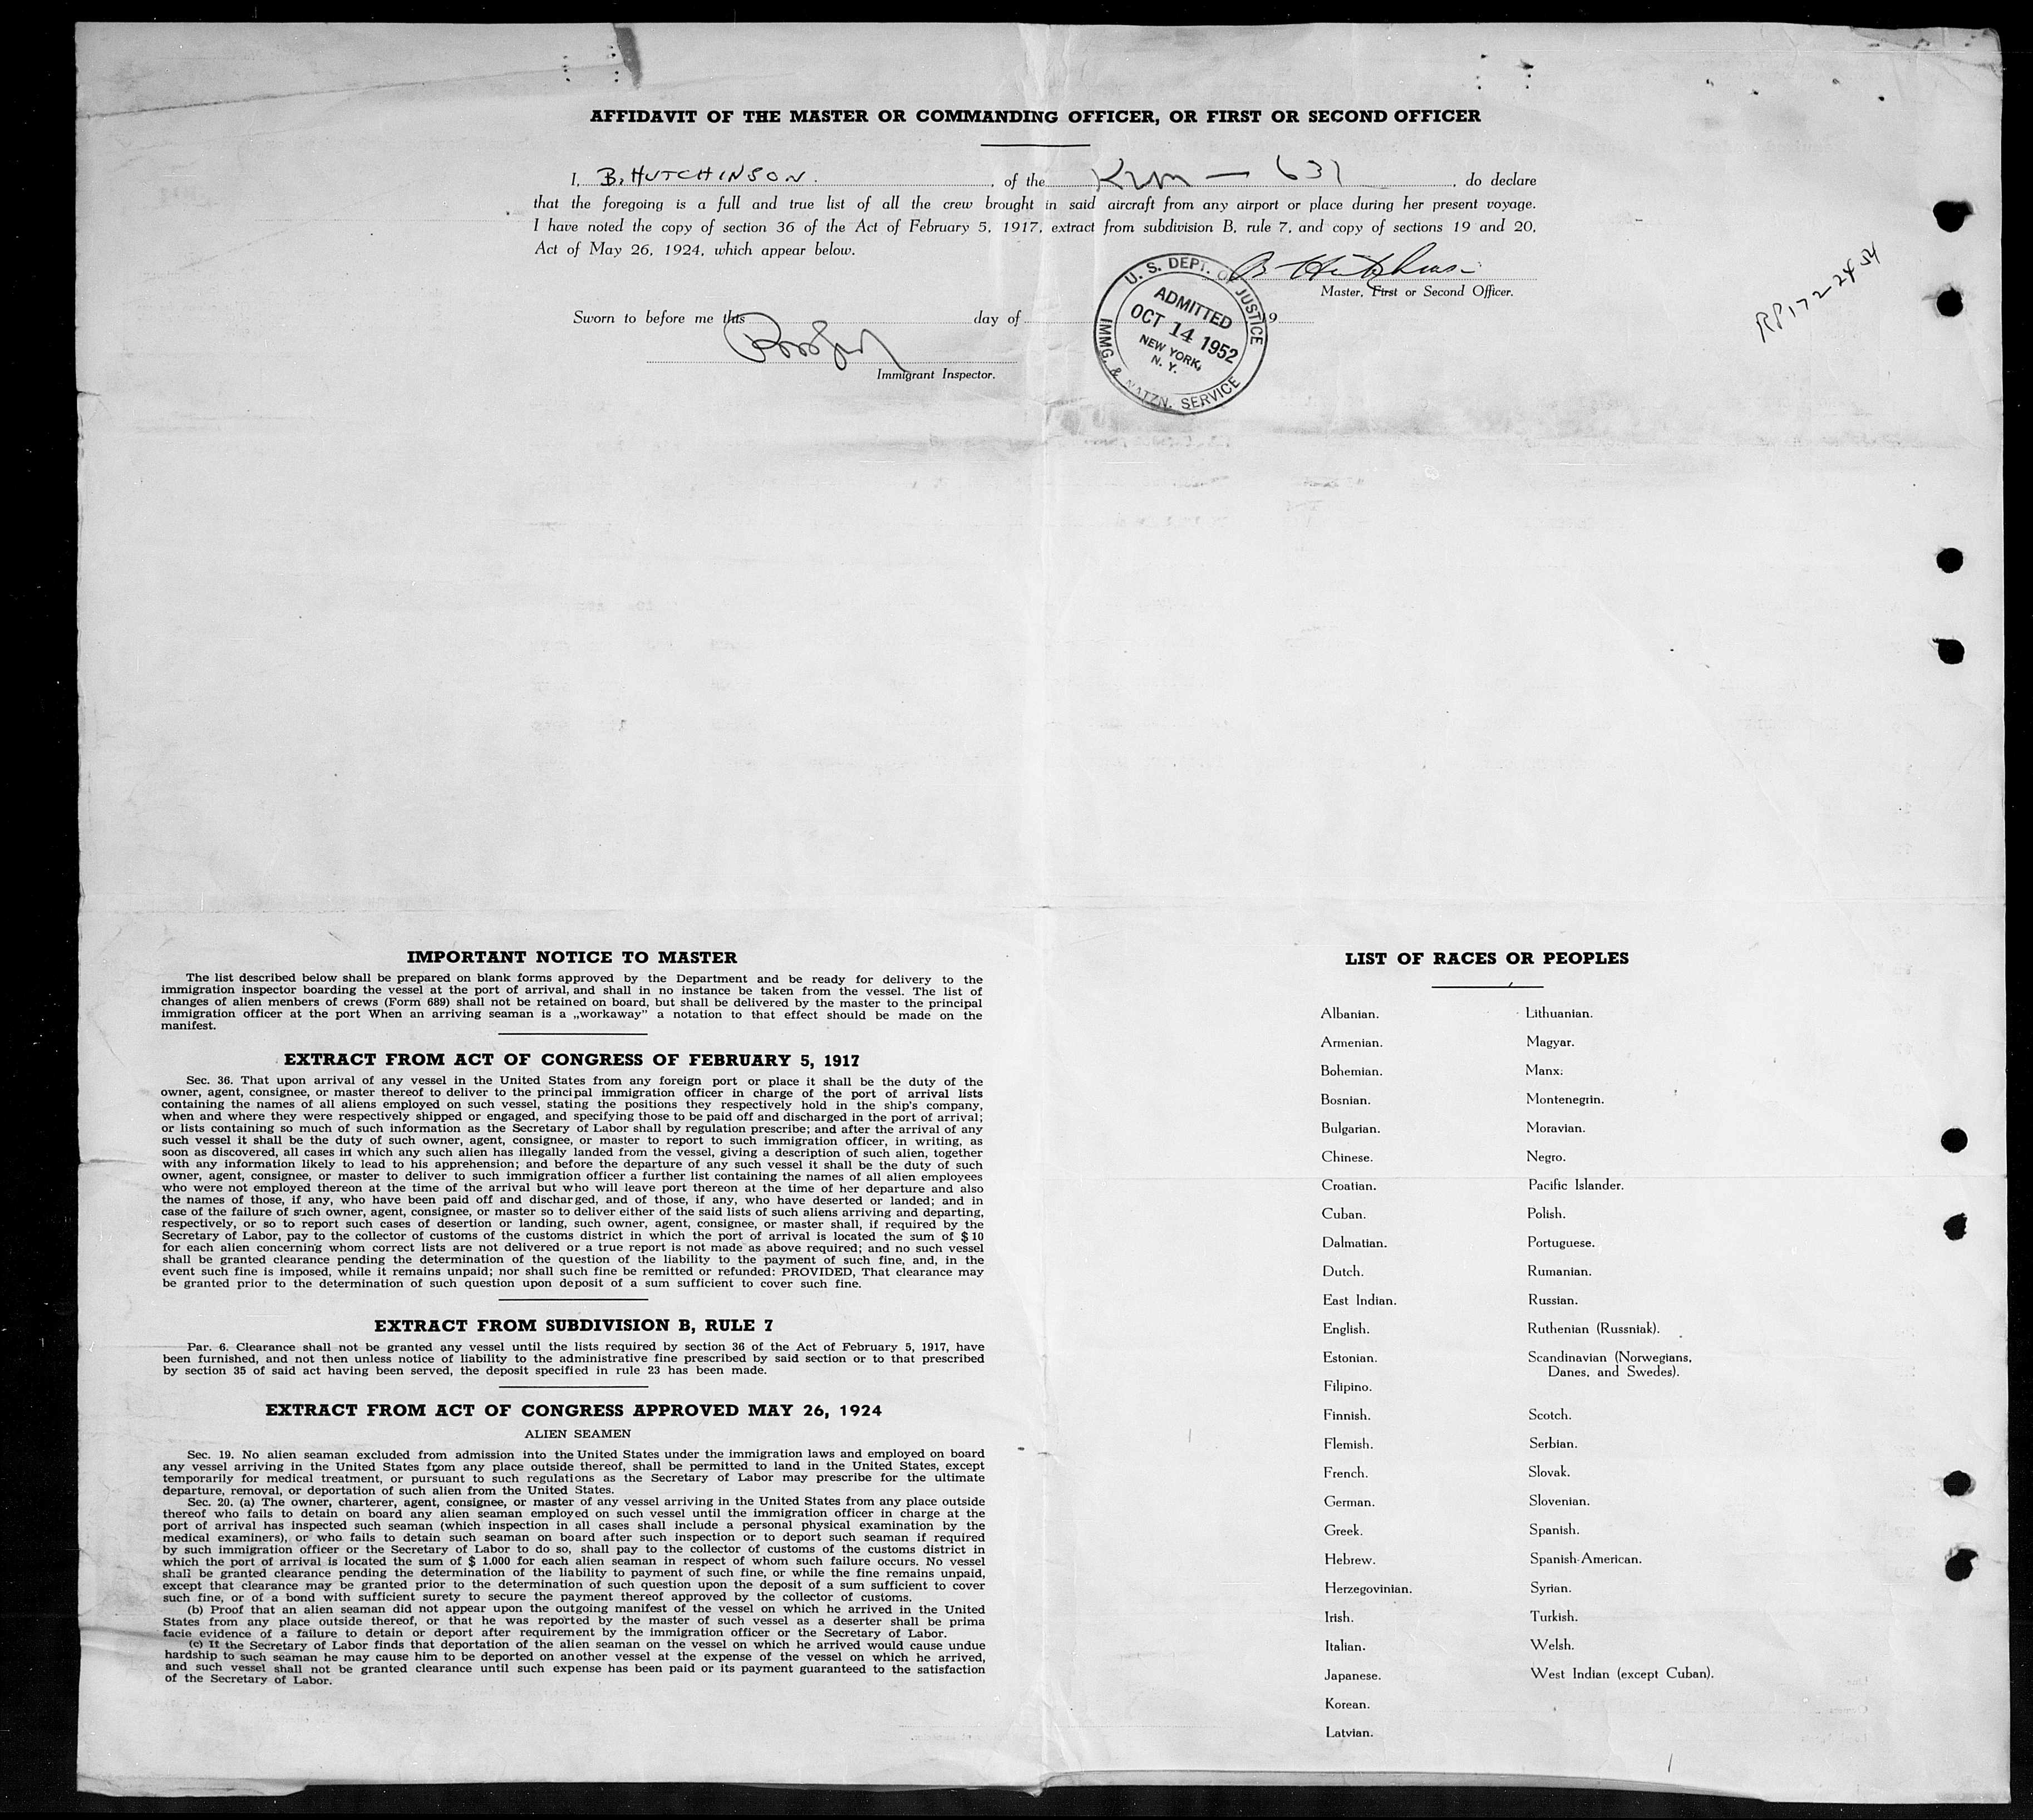 AFFIDAVIT OF THE MASTER OR COMMANDING OFFICER, OR FIRST OR SECOND OFFICER
I, B. HUTCHINSON. , of the KLM — 631 , do declare
that the foregoing is a full and true list of all the crew brought in said aircraft from any airport or place during her present voyage.
I have noted the copy of section 36 of the Act of February 5, 1917, extract from subdivision B, rule 7, and copy of sections 19 and 20,
Act of May 26, 1924, which appear below.
B Hutchinson
Master, First or Second Officer.
Sworn to before me this day of 19
Immigrant Inspector.
U. S. DEPT. OF JUSTICE
ADMITTED
OCT 14 1952
NEW YORK,
N. Y.
IMMG. & NATZN. SERVICE
RP172-2454
IMPORTANT NOTICE TO MASTER
The list described below shall be prepared on blank forms approved by the Department and be ready for delivery to the
immigration inspector boarding the vessel at the port of arrival, and shall in no instance be taken from the vessel. The list of
changes of alien menbers of crews (Form 689) shall not be retained on board, but shall be delivered by the master to the principal
immigration officer at the port When an arriving seaman is a „workaway” a notation to that effect should be made on the
manifest.
EXTRACT FROM ACT OF CONGRESS OF FEBRUARY 5, 1917
Sec. 36. That upon arrival of any vessel in the United States from any foreign port or place it shall be the duty of the
owner, agent, consignee, or master thereof to deliver to the principal immigration officer in charge of the port of arrival lists
containing the names of all aliens employed on such vessel, stating the positions they respectively hold in the ship's company,
when and where they were respectively shipped or engaged, and specifying those to be paid off and discharged in the port of arrival;
or lists containing so much of such information as the Secretary of Labor shall by regulation prescribe; and after the arrival of any
such vessel it shall be the duty of such owner, agent, consignee, or master to report to such immigration officer, in writing, as
soon as discovered, all cases in which any such alien has illegally landed from the vessel, giving a description of such alien, together
with any information likely to lead to his apprehension; and before the departure of any such vessel it shall be the duty of such
owner, agent, consignee, or master to deliver to such immigration officer a further list containing the names of all alien employees
who were not employed thereon at the time of the arrival but who will leave port thereon at the time of her departure and also
the names of those, if any, who have been paid off and discharged, and of those, if any, who have deserted or landed; and in
case of the failure of such owner, agent, consignee, or master so to deliver either of the said lists of such aliens arriving and departing,
respectively, or so to report such cases of desertion or landing, such owner, agent, consignee, or master shall, if required by the
Secretary of Labor, pay to the collector of customs of the customs district in which the port of arrival is located the sum of $ 10
for each alien concerning whom correct lists are not delivered or a true report is not made as above required; and no such vessel
shall be granted clearance pending the determination of the question of the liability to the payment of such fine, and, in the
event such fine is imposed, while it remains unpaid; nor shall such fine be remitted or refunded: PROVIDED, That clearance may
be granted prior to the determination of such question upon deposit of a sum sufficient to cover such fine.
EXTRACT FROM SUBDIVISION B, RULE 7
Par. 6. Clearance shall not be granted any vessel until the lists required by section 36 of the Act of February 5, 1917, have
been furnished, and not then unless notice of liability to the administrative fine prescribed by said section or to that prescribed
by section 35 of said act having been served, the deposit specified in rule 23 has been made.
EXTRACT FROM ACT OF CONGRESS APPROVED MAY 26, 1924
ALIEN SEAMEN
Sec. 19. No alien seaman excluded from admission into the United States under the immigration laws and employed on board
any vessel arriving in the United States from any place outside thereof, shall be permitted to land in the United States, except
temporarily for medical treatment, or pursuant to such regulations as the Secretary of Labor may prescribe for the ultimate
departure, removal, or deportation of such alien from the United States.
Sec. 20. (a) The owner, charterer, agent, consignee, or master of any vessel arriving in the United States from any place outside
thereof who fails to detain on board any alien seaman employed on such vessel until the immigration officer in charge at the
port of arrival has inspected such seaman (which inspection in all cases shall include a personal physical examination by the
medical examiners), or who fails to detain such seaman on board after such inspection or to deport such seaman if required
by such immigration officer or the Secretary of Labor to do so, shall pay to the collector of customs of the customs district in
which the port of arrival is located the sum of $ 1.000 for each alien seaman in respect of whom such failure occurs. No vessel
shall be granted clearance pending the determination of the liability to payment of such fine, or while the fine remains unpaid,
except that clearance may be granted prior to the determination of such question upon the deposit of a sum sufficient to cover
such fine, or of a bond with sufficient surety to secure the payment thereof approved by the collector of customs.
(b) Proof that an alien seaman did not appear upon the outgoing manifest of the vessel on which he arrived in the United
States from any place outside thereof, or that he was reported by the master of such vessel as a deserter shall be prima
facie evidence of a failure to detain or deport after requirement by the immigration officer or the Secretary of Labor.
(c) If the Secretary of Labor finds that deportation of the alien seaman on the vessel on which he arrived would cause undue
hardship to such seaman he may cause him to be deported on another vessel at the expense of the vessel on which he arrived,
and such vessel shall not be granted clearance until such expense has been paid or its payment guaranteed to the satisfaction
of the Secretary of Labor.
LIST OF RACES OR PEOPLES
Albanian.
Armenian.
Bohemian.
Bosnian.
Bulgarian.
Chinese.
Croatian.
Cuban.
Dalmatian.
Dutch.
East Indian.
English.
Estonian.
Filipino.
Finnish.
Flemish.
French.
German.
Greek.
Hebrew.
Herzegovinian.
Irish.
Italian.
Japanese.
Korean.
Latvian.
Lithuanian.
Magyar.
Manx.
Montenegrin.
Moravian.
Negro.
Pacific Islander.
Polish.
Portuguese.
Rumanian.
Russian.
Ruthenian (Russniak).
Scandinavian (Norwegians,
Danes, and Swedes).
Scotch.
Serbian.
Slovak.
Slovenian.
Spanish.
Spanish-American.
Syrian.
Turkish.
Welsh.
West Indian (except Cuban).